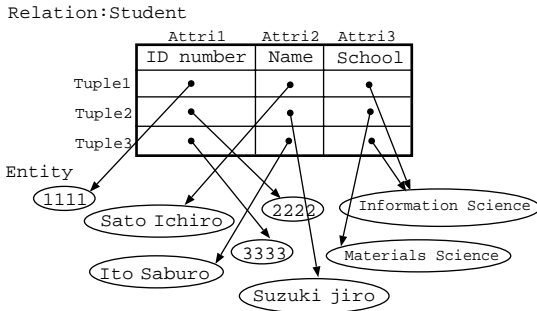 Relation:Student
Attri1 Attri2 Attri3
ID number Name School
Tuple1
Tuple2
Tuple3
Entity
1111
2222
Information Science
Sato Ichiro
3333
Materials Science
Ito Saburo
Suzuki jiro